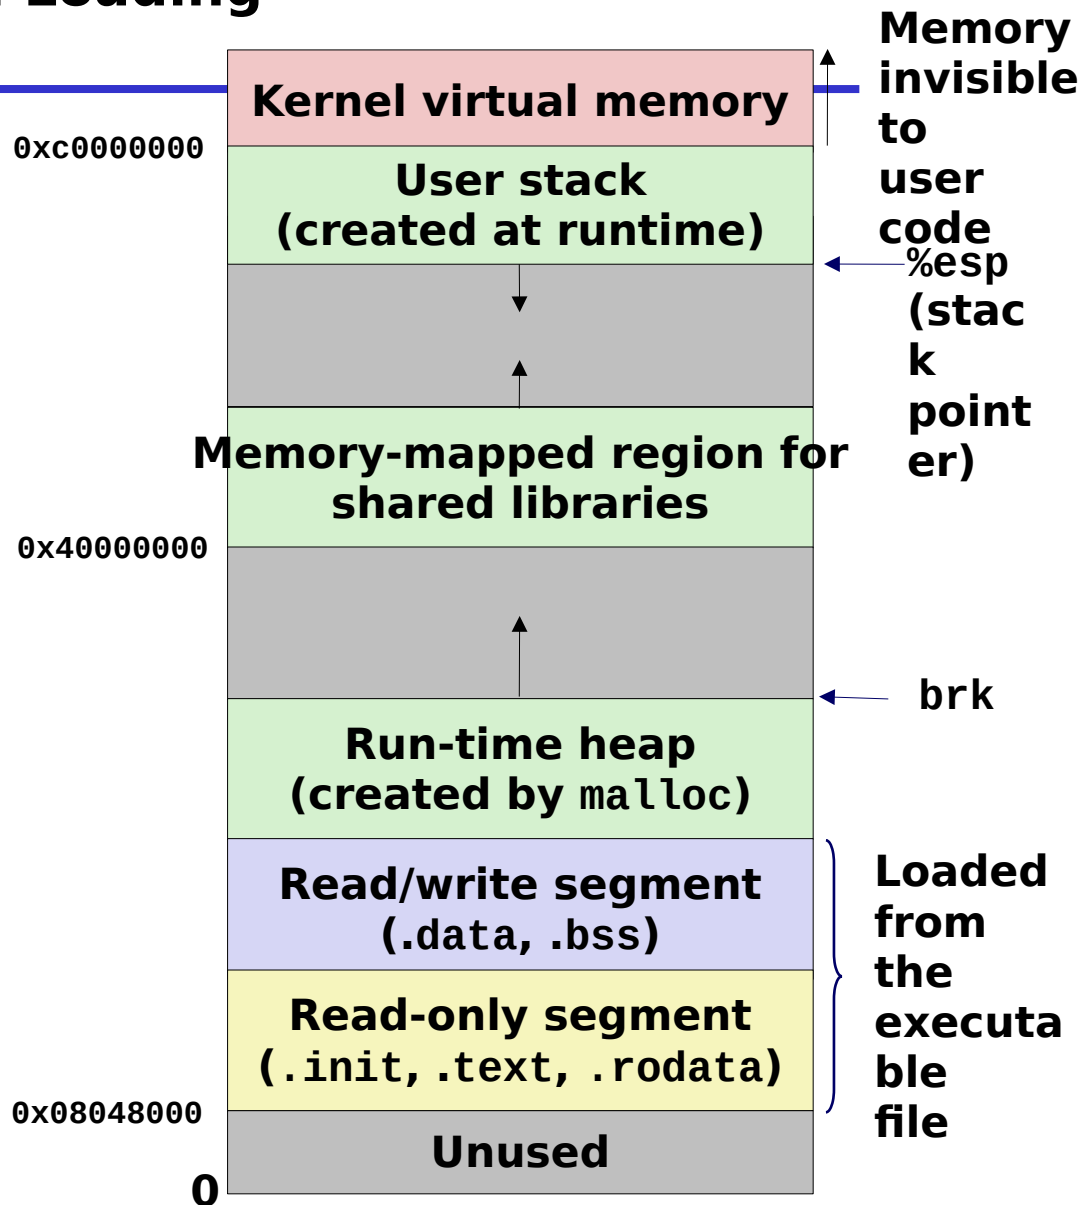 Loading
Kernel virtual memory
Memory
invisible
to
user
code
0xc0000000
User stack
(created at runtime)
%esp
(stac
k
point
er)
Memory-mapped region for
shared libraries
0x40000000
brk
Run-time heap
(created by malloc)
Read/write segment
(.data, .bss)
Loaded
from
the
executa
ble
file
Read-only segment
(.init, .text, .rodata)
0x08048000
Unused
0